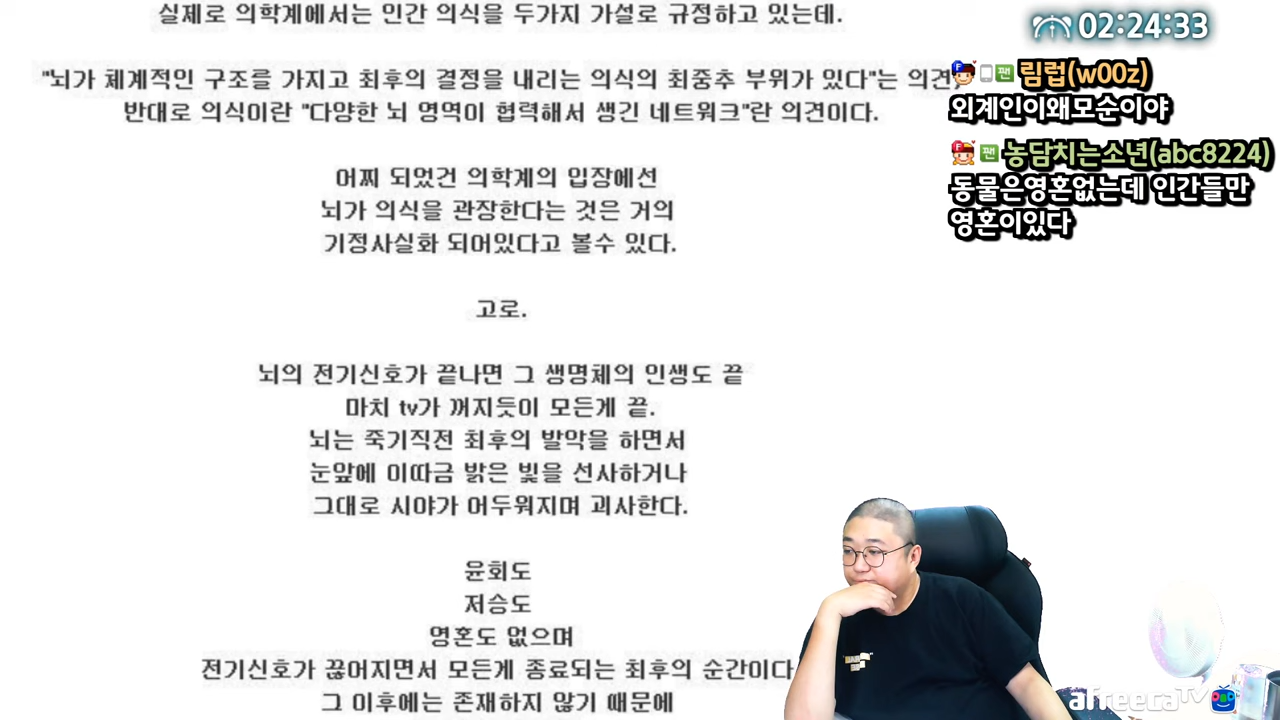 실제로 의학계에서는 인간 의식을 두가지 가설로 규정하고 있는데.
"뇌가 체계적인 구조를 가지고 최후의 결정을 내리는 의식의 최중추 부위가 있다"는 의견,
반대로 의식이란 "다양한 뇌 영역이 협력해서 생긴 네트워크"란 의견이다.
어찌 되었건 의학계의 입장에선
뇌가 의식을 관장한다는 것은 거의
기정사실화 되어있다고 볼수 있다.
고로.
뇌의 전기신호가 끝나면 그 생명체의 인생도 끝
마치 tv가 꺼지듯이 모든게 끝.
뇌는 죽기직전 최후의 발악을 하면서
눈앞에 이따금 밝은 빛을 선사하거나
그대로 시야가 어두워지며 괴사한다.
윤회도
저승도
영혼도 없으며
전기신호가 끊어지면서 모든게 종료되는 최후의 순간이다
그 이후에는 존재하지 않기 때문에
02:24:33
팬 림럽(w00z)
외계인이왜모순이야
팬 농담치는소년(abc8224)
동물은영혼없는데 인간들만
영혼이있다
afreecaTV